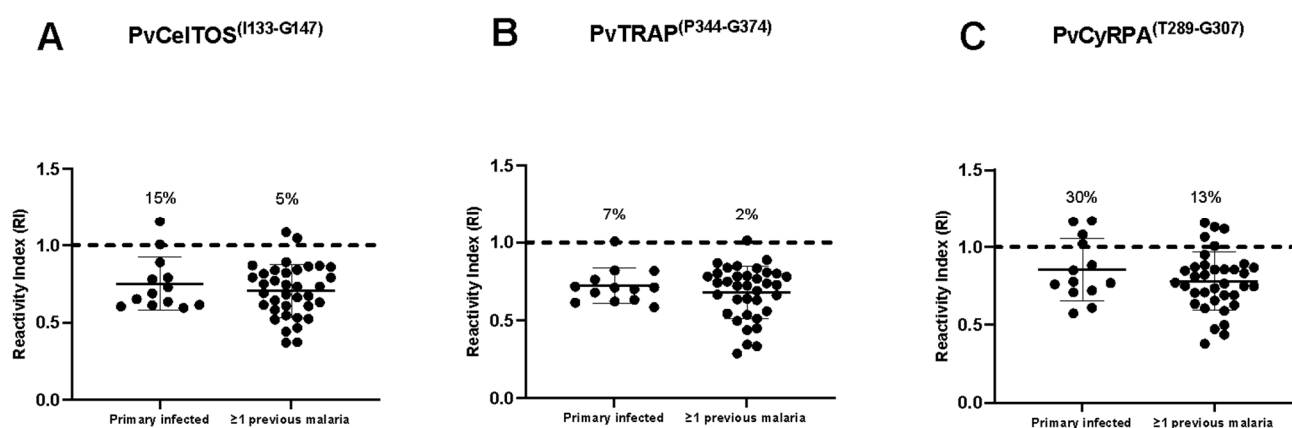 A
PvCelTOS(I133-G147)
Reactivity Index (RI)
1.5
1.0
0.5
0.0
15%
5%
Primary infected
≥1 previous malaria
B
PvTRAP(P344-G374)
Reactivity Index (RI)
1.5
1.0
0.5
0.0
7%
2%
Primary infected
≥1 previous malaria
C
PvCyRPA(T289-G307)
Reactivity Index (RI)
1.5
1.0
0.5
0.0
30%
13%
Primary infected
≥1 previous malaria